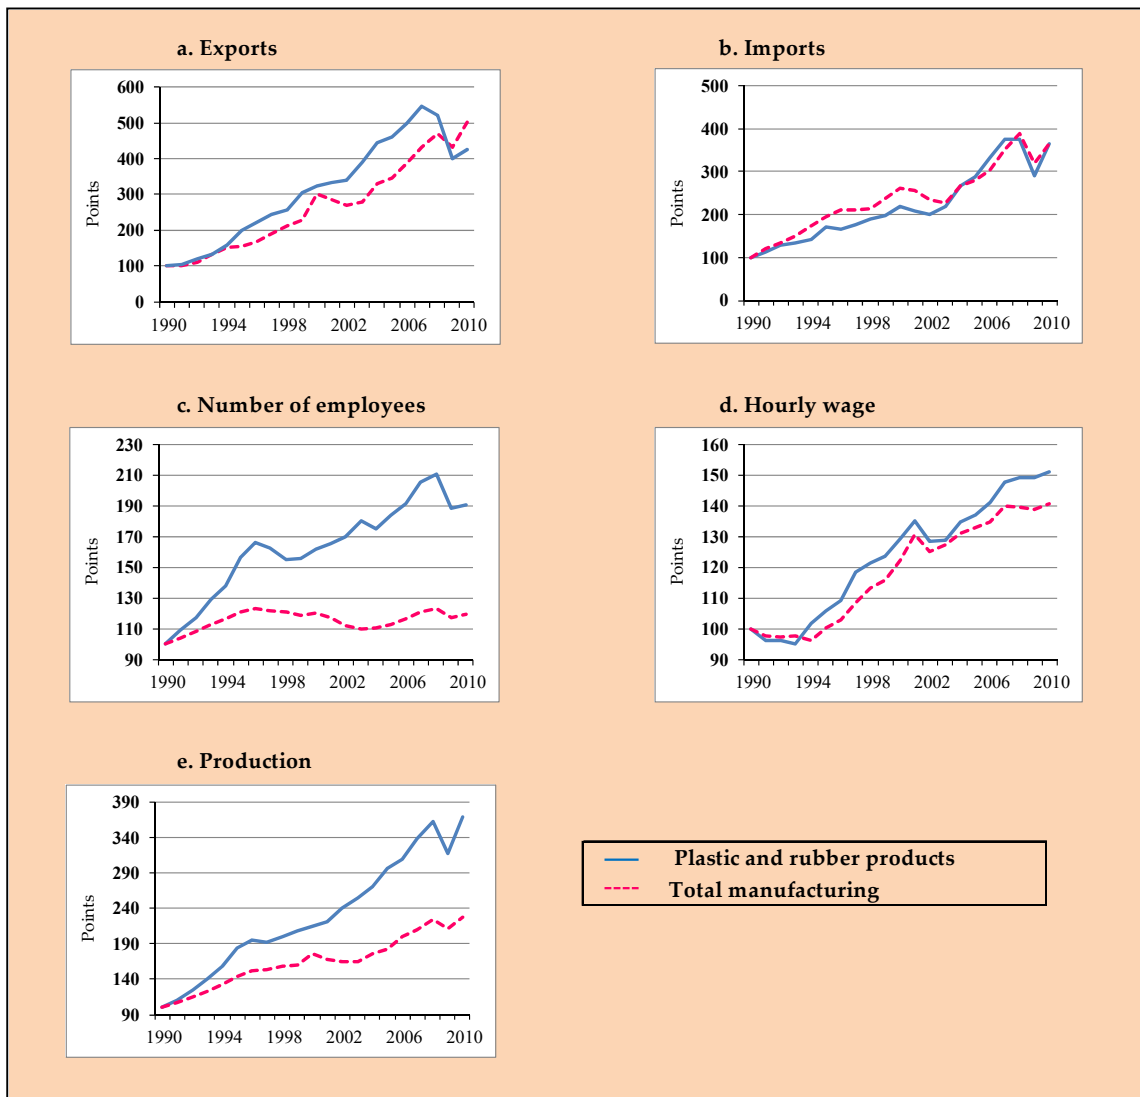 a. Exports
600
500
400
300
200
100
0
Points
1990 1994 1998 2002 2006 2010
b. Imports
500
400
300
200
100
0
Points
1990 1994 1998 2002 2006 2010
c. Number of employees
230
210
190
170
150
130
110
90
Points
1990 1994 1998 2002 2006 2010
d. Hourly wage
160
150
140
130
120
110
100
90
Points
1990 1994 1998 2002 2006 2010
e. Production
390
340
290
240
190
140
90
Points
1990 1994 1998 2002 2006 2010
Plastic and rubber products
Total manufacturing